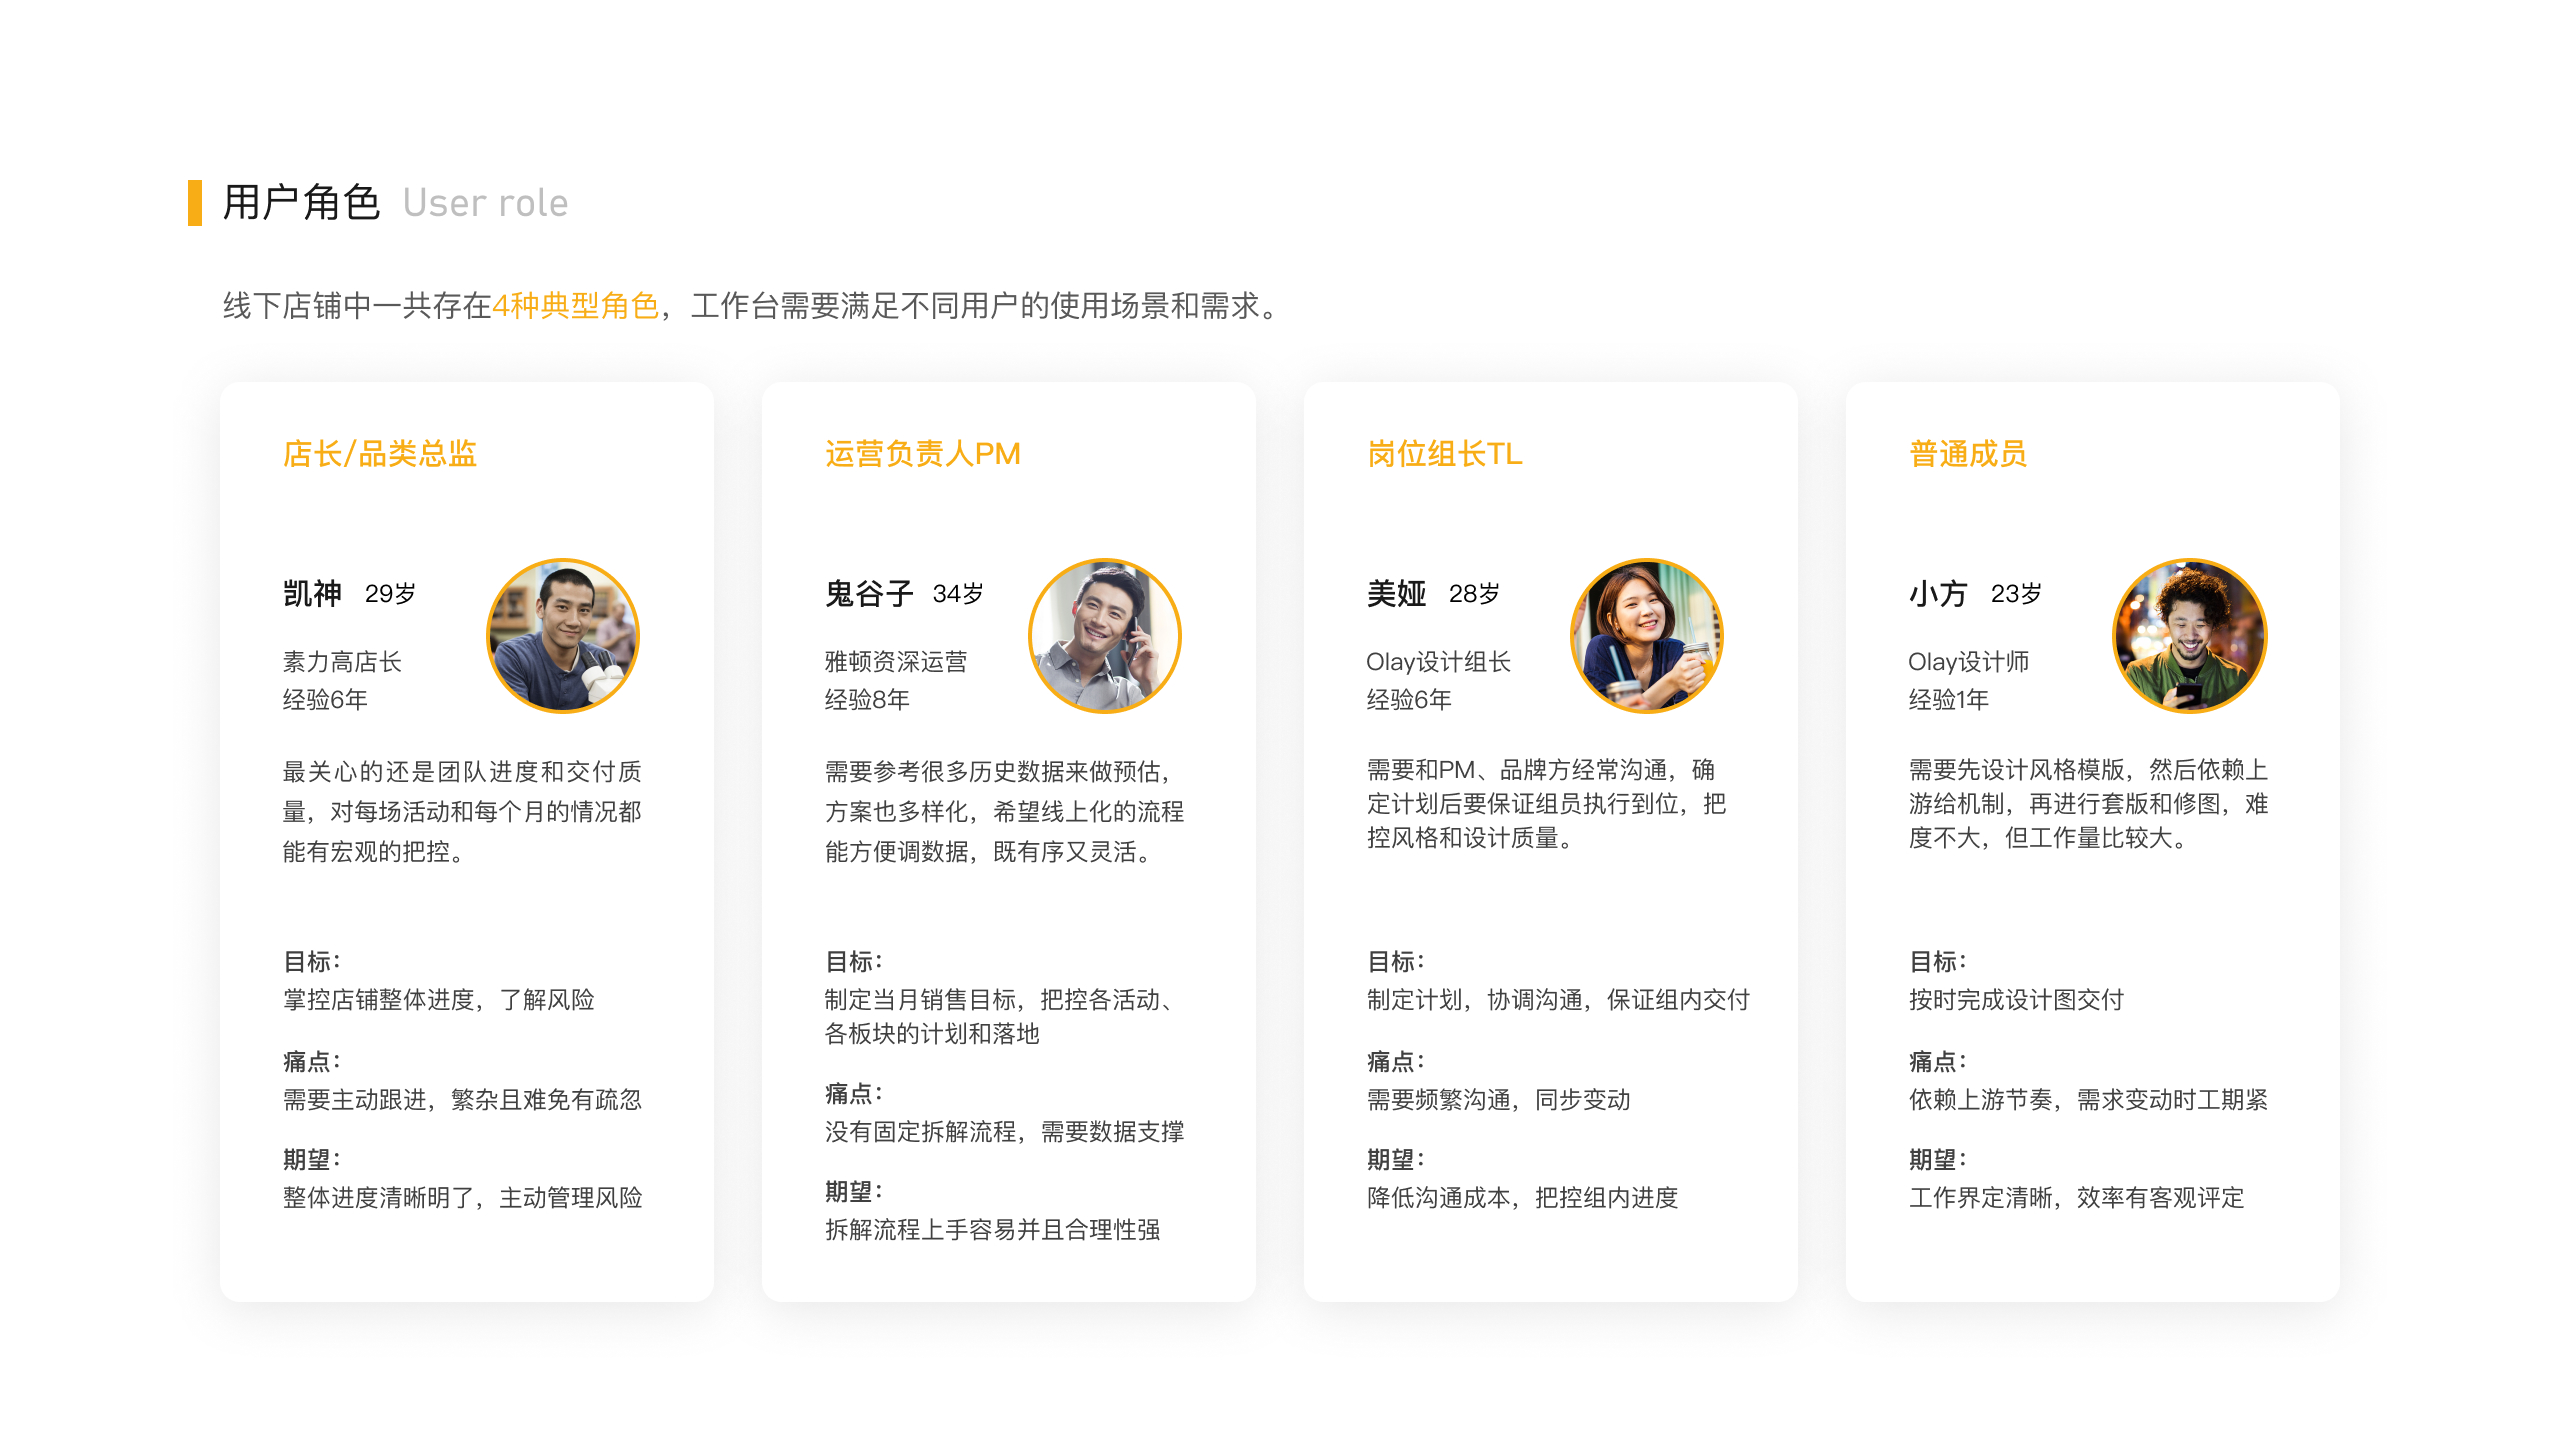 用户角色 User role
线下店铺中一共存在4种典型角色，工作台需要满足不同用户的使用场景和需求。
店长/品类总监
凯神 29岁
素力高店长
经验6年
最关心的还是团队进度和交付质
量，对每场活动和每个月的情况都
能有宏观的把控。
目标：
掌控店铺整体进度，了解风险
痛点：
需要主动跟进，繁杂且难免有疏忽
期望：
整体进度清晰明了，主动管理风险
运营负责人PM
鬼谷子 34岁
雅顿资深运营
经验8年
需要参考很多历史数据来做预估，
方案也多样化，希望线上化的流程
能方便调数据，既有序又灵活。
目标：
制定当月销售目标，把控各活动、
各板块的计划和落地
痛点：
没有固定拆解流程，需要数据支撑
期望：
拆解流程上手容易并且合理性强
岗位组长TL
美娅 28岁
Olay设计组长
经验6年
需要和PM、品牌方经常沟通，确
定计划后要保证组员执行到位，把
控风格和设计质量。
目标：
制定计划，协调沟通，保证组内交付
痛点：
需要频繁沟通，同步变动
期望：
降低沟通成本，把控组内进度
普通成员
小方 23岁
Olay设计师
经验1年
需要先设计风格模版，然后依赖上
游给机制，再进行套版和修图，难
度不大，但工作量比较大。
目标：
按时完成设计图交付
痛点：
依赖上游节奏，需求变动时工期紧
期望：
工作界定清晰，效率有客观评定